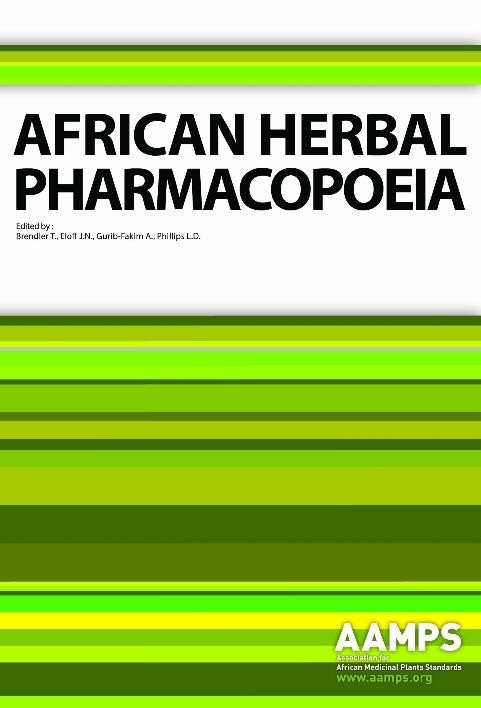 AFRICAN HERBAL
PHARMACOPOEIA
Edited by :
Brendler T., Eloff J.N., Gurib-Fakim A., Phillips L.D.
AAMPS
Association for
African Medicinal Plants Standards
www.aamps.org